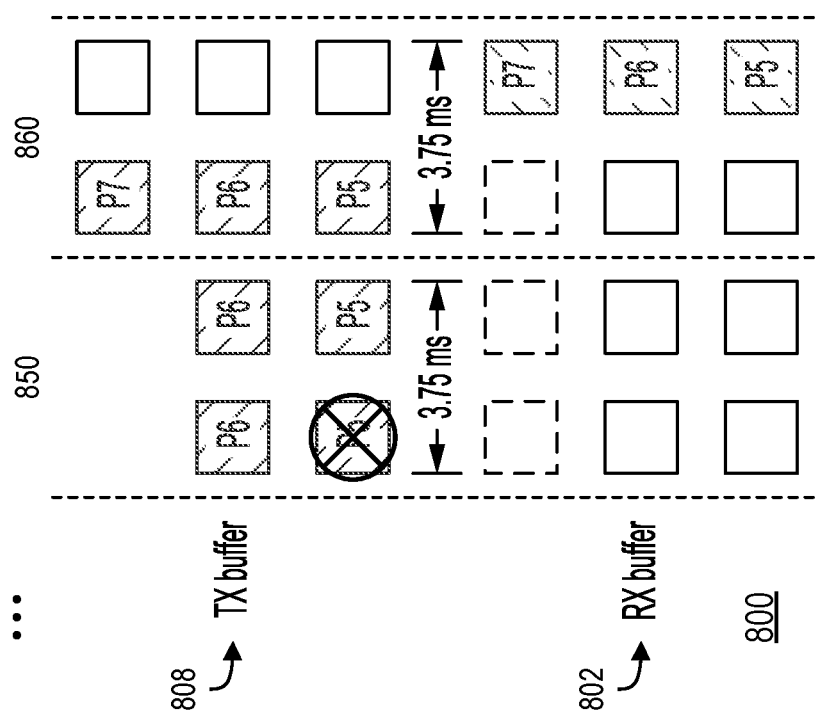 ... 850 860
P7
808
TX buffer P6 P6 P6
P5 P5
3.75 ms 3.75 ms
P7
802
RX buffer P6
800 P5